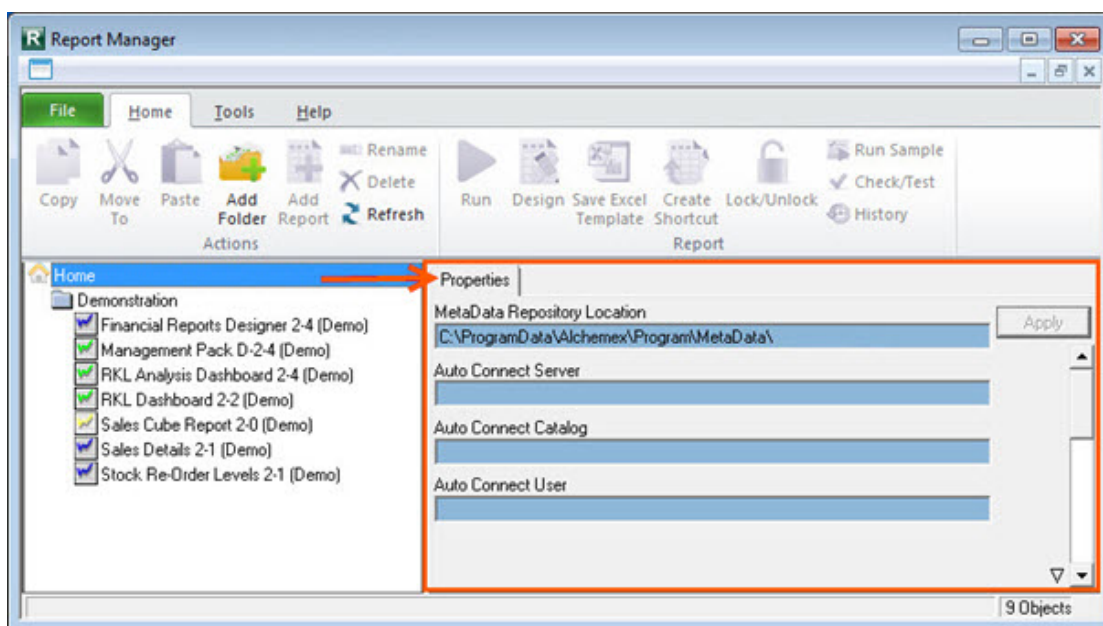 Report Manager
File Home Tools Help
Copy
Move To
Paste
Add Folder
Add Report
Rename
Delete
Refresh
Actions
Run
Design
Save Excel Template
Create Shortcut
Lock/Unlock
Run Sample
Check/Test
History
Report
Home
Demonstration
Financial Reports Designer 2-4 (Demo)
Management Pack D-2-4 (Demo)
RKL Analysis Dashboard 2-4 (Demo)
RKL Dashboard 2-2 (Demo)
Sales Cube Report 2-0 (Demo)
Sales Details 2-1 (Demo)
Stock Re-Order Levels 2-1 (Demo)
Properties
MetaData Repository Location
C:\ProgramData\Alchemex\Program\MetaData\
Apply
Auto Connect Server
Auto Connect Catalog
Auto Connect User
9 Objects